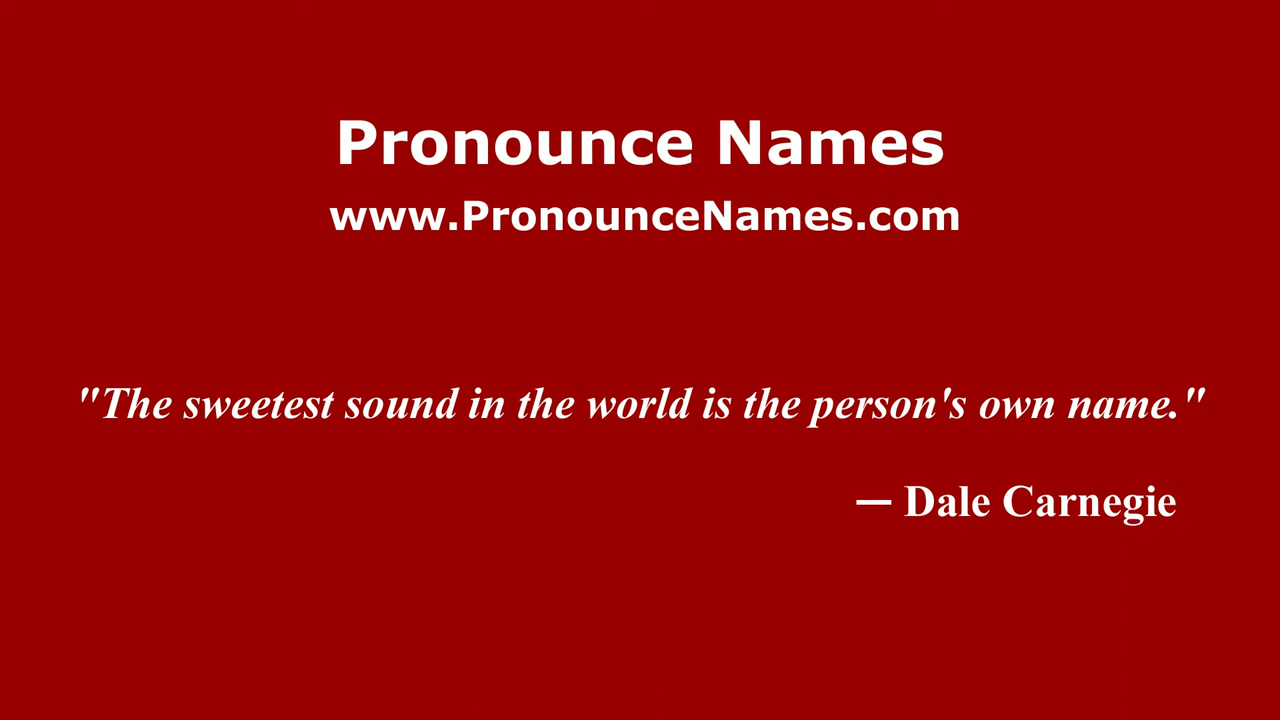 Pronounce Names
www.PronounceNames.com
"The sweetest sound in the world is the person's own name."
— Dale Carnegie